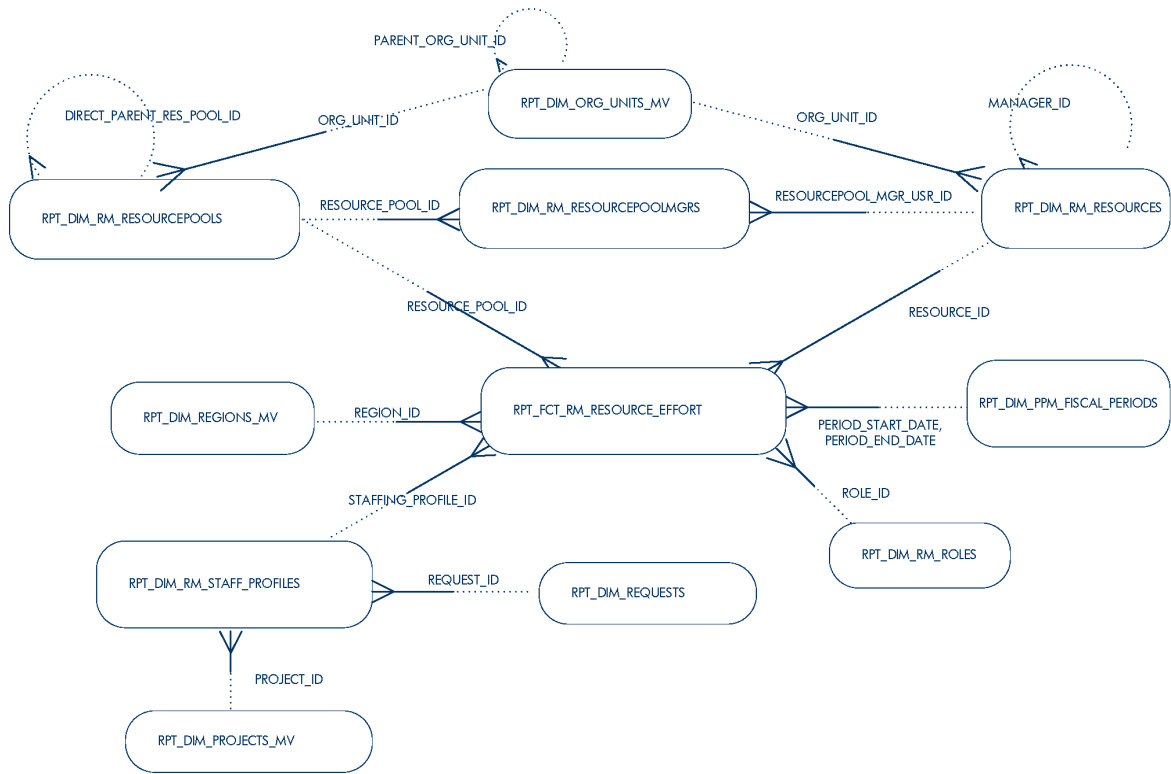 PARENT_ORG_UNIT_ID
RPT_DIM_ORG_UNITS_MV
DIRECT_PARENT_RES_POOL_ID
ORG_UNIT_ID
ORG_UNIT_ID
MANAGER_ID
RPT_DIM_RM_RESOURCEPOOLS
RESOURCE_POOL_ID
RPT_DIM_RM_RESOURCEPOOLMGRS
RESOURCEPOOL_MGR_USR_ID
RPT_DIM_RM_RESOURCES
RESOURCE_POOL_ID
RESOURCE_ID
RPT_DIM_REGIONS_MV
REGION_ID
RPT_FCT_RM_RESOURCE_EFFORT
RPT_DIM_PPM_FISCAL_PERIODS
PERIOD_START_DATE,
PERIOD_END_DATE
STAFFING_PROFILE_ID
ROLE_ID
RPT_DIM_RM_ROLES
RPT_DIM_RM_STAFF_PROFILES
REQUEST_ID
RPT_DIM_REQUESTS
PROJECT_ID
RPT_DIM_PROJECTS_MV